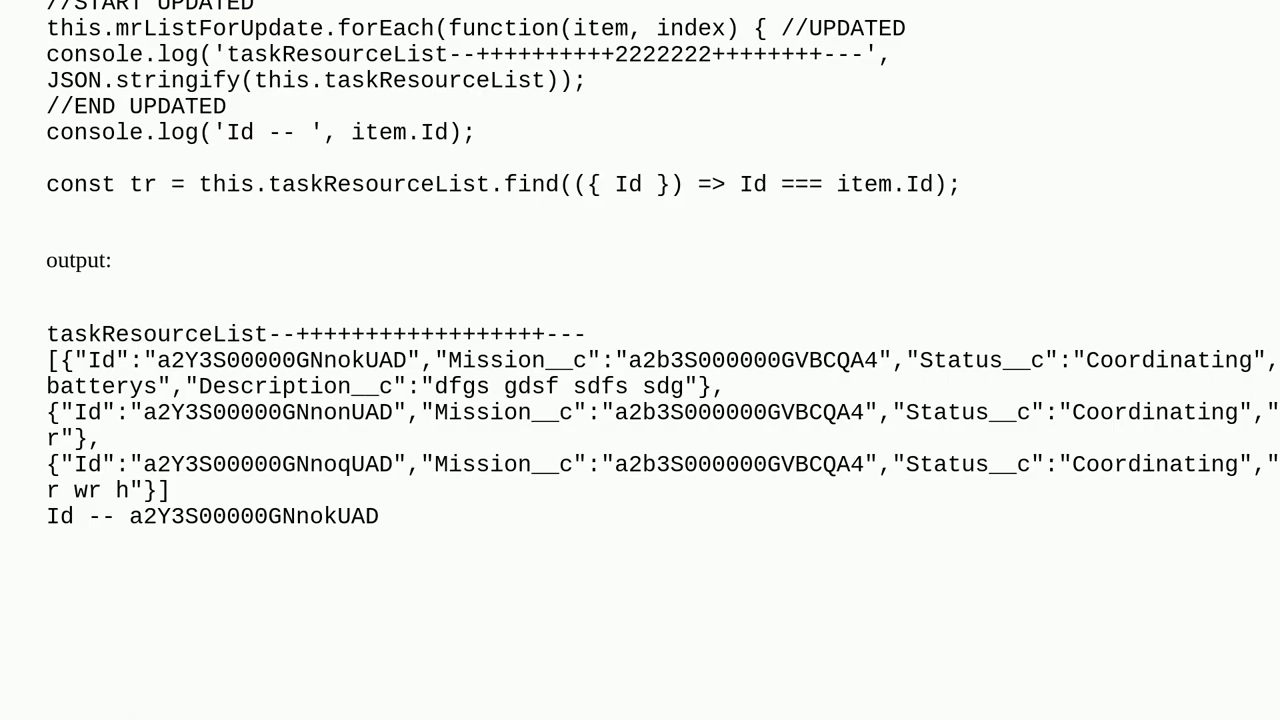 //START UPDATED
this.mrListForUpdate.forEach(function(item, index) { //UPDATED
console.log('taskResourceList--++++++++++2222222++++++++---',
JSON.stringify(this.taskResourceList));
//END UPDATED
console.log('Id -- ', item.Id);
const tr = this.taskResourceList.find(({ Id }) => Id === item.Id);
output:
taskResourceList--++++++++++++++++++---
[{"Id":"a2Y3S00000GNnokUAD","Mission__c":"a2b3S000000GVBCQA4","Status__c":"Coordinating",
batterys","Description__c":"dfgs gdsf sdfs sdg"},
{"Id":"a2Y3S00000GNnonUAD","Mission__c":"a2b3S000000GVBCQA4","Status__c":"Coordinating","
r"},
{"Id":"a2Y3S00000GNnoqUAD","Mission__c":"a2b3S000000GVBCQA4","Status__c":"Coordinating","
r wr h"}]
Id -- a2Y3S00000GNnokUAD